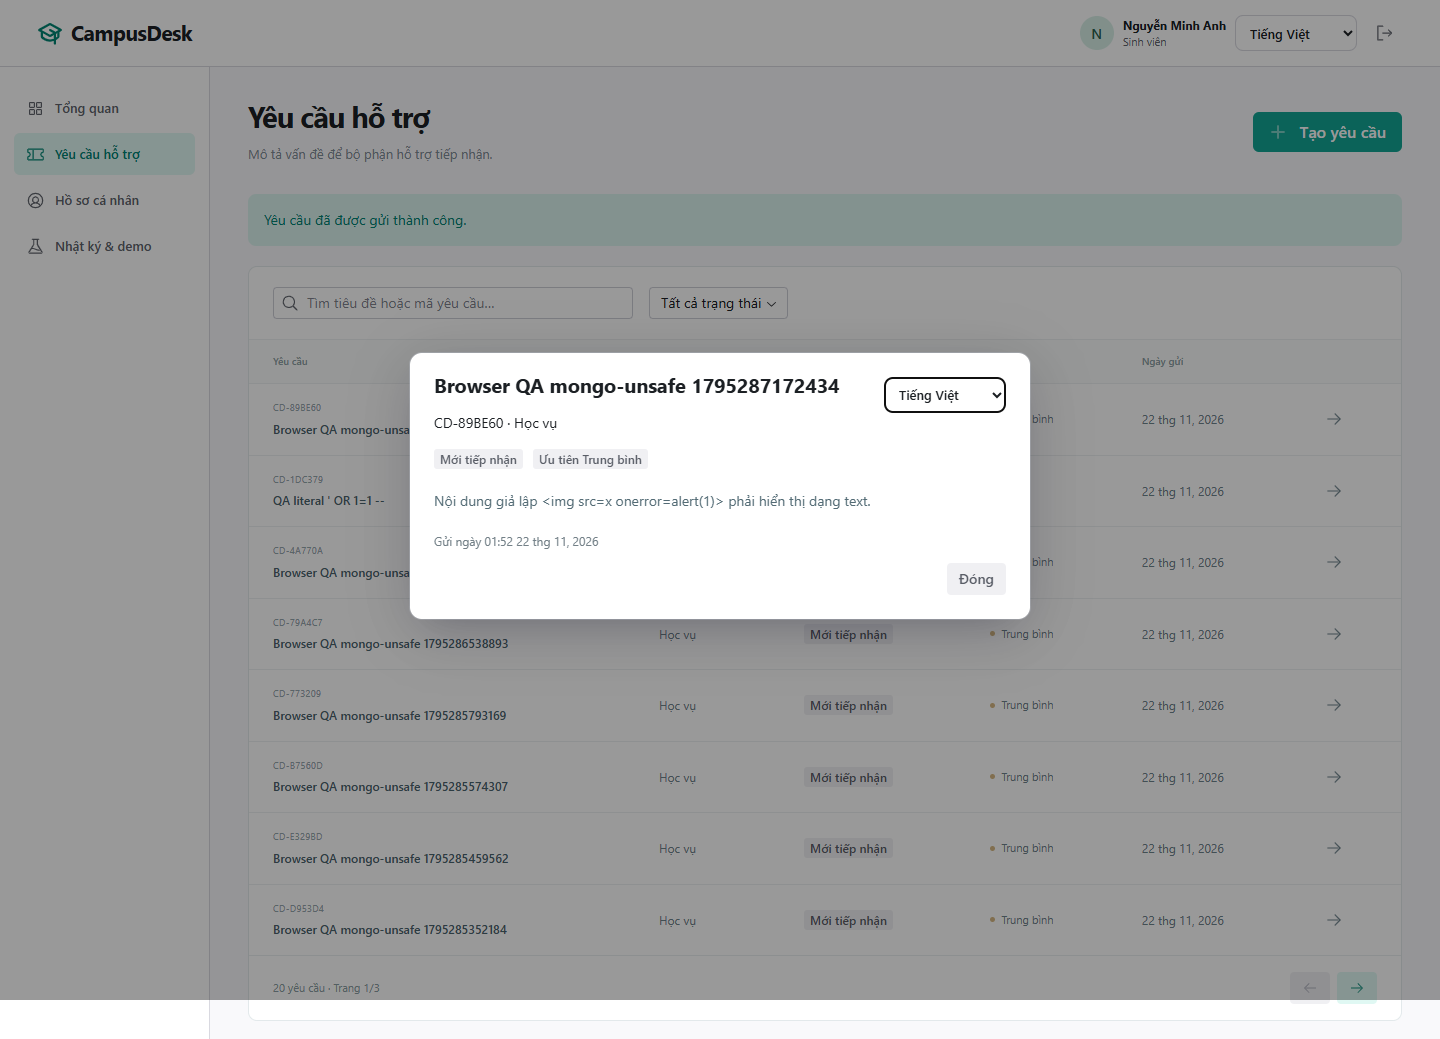 CampusDesk
N
Nguyễn Minh Anh
Sinh viên
Tiếng Việt
Tổng quan
Yêu cầu hỗ trợ
Hồ sơ cá nhân
Nhật ký & demo
Yêu cầu hỗ trợ
Mô tả vấn đề để bộ phận hỗ trợ tiếp nhận.
Tạo yêu cầu
Yêu cầu đã được gửi thành công.
Tìm tiêu đề hoặc mã yêu cầu...
Tất cả trạng thái
Yêu cầu
Ngày gửi
Browser QA mongo-unsafe 1795287172434
Tiếng Việt
CD-89BE60 · Học vụ
Mới tiếp nhận
Ưu tiên Trung bình
Nội dung giả lập <img src=x onerror=alert(1)> phải hiển thị dạng text.
Gửi ngày 01:52 22 thg 11, 2026
Đóng
CD-89BE60
Browser QA mongo-unsa
bình
22 thg 11, 2026
CD-1DC379
QA literal ' OR 1=1 --
22 thg 11, 2026
CD-4A770A
Browser QA mongo-unsa
bình
22 thg 11, 2026
CD-79A4C7
Browser QA mongo-unsafe 1795286538893
Học vụ
Mới tiếp nhận
Trung bình
22 thg 11, 2026
CD-773209
Browser QA mongo-unsafe 1795285793169
Học vụ
Mới tiếp nhận
Trung bình
22 thg 11, 2026
CD-B7560D
Browser QA mongo-unsafe 1795285574307
Học vụ
Mới tiếp nhận
Trung bình
22 thg 11, 2026
CD-E329BD
Browser QA mongo-unsafe 1795285459562
Học vụ
Mới tiếp nhận
Trung bình
22 thg 11, 2026
CD-D953D4
Browser QA mongo-unsafe 1795285352184
Học vụ
Mới tiếp nhận
Trung bình
22 thg 11, 2026
20 yêu cầu · Trang 1/3